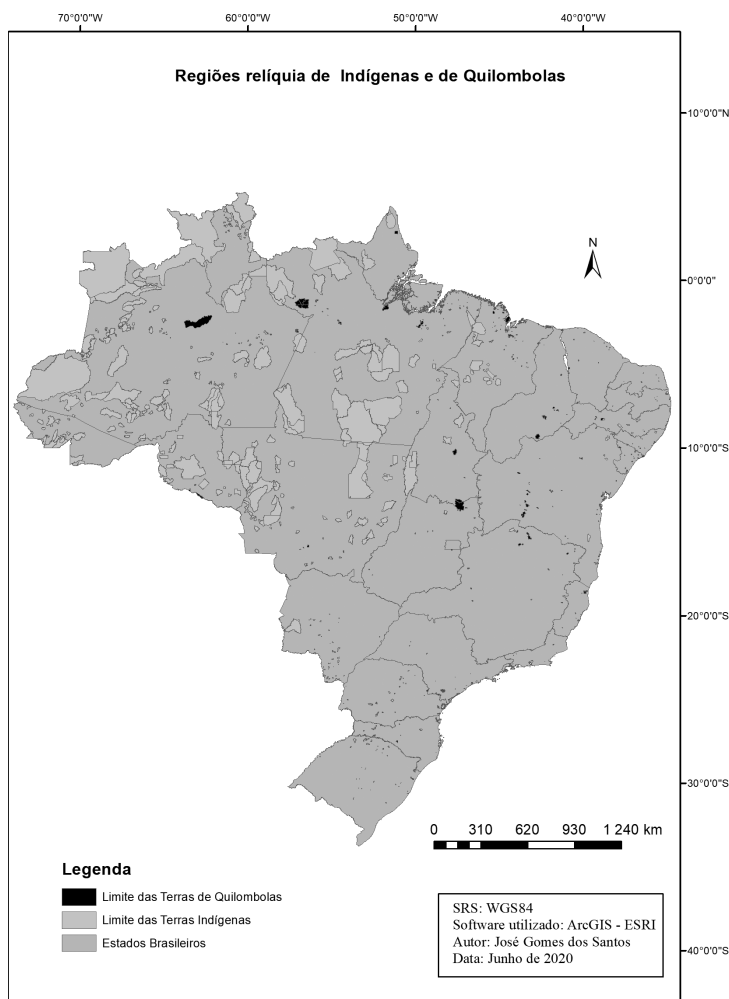 70°0'0"W 60°0'0"W 50°0'0"W 40°0'0"W
Regiões relíquia de Indígenas e de Quilombolas
10°0'0"N
N
0°0'0"
10°0'0"S
20°0'0"S
30°0'0"S
0 310 620 930 1 240 km
Legenda
Limite das Terras de Quilombolas
Limite das Terras Indígenas
Estados Brasileiros
SRS: WGS84
Software utilizado: ArcGIS - ESRI
Autor: José Gomes dos Santos
Data: Junho de 2020
40°0'0"S